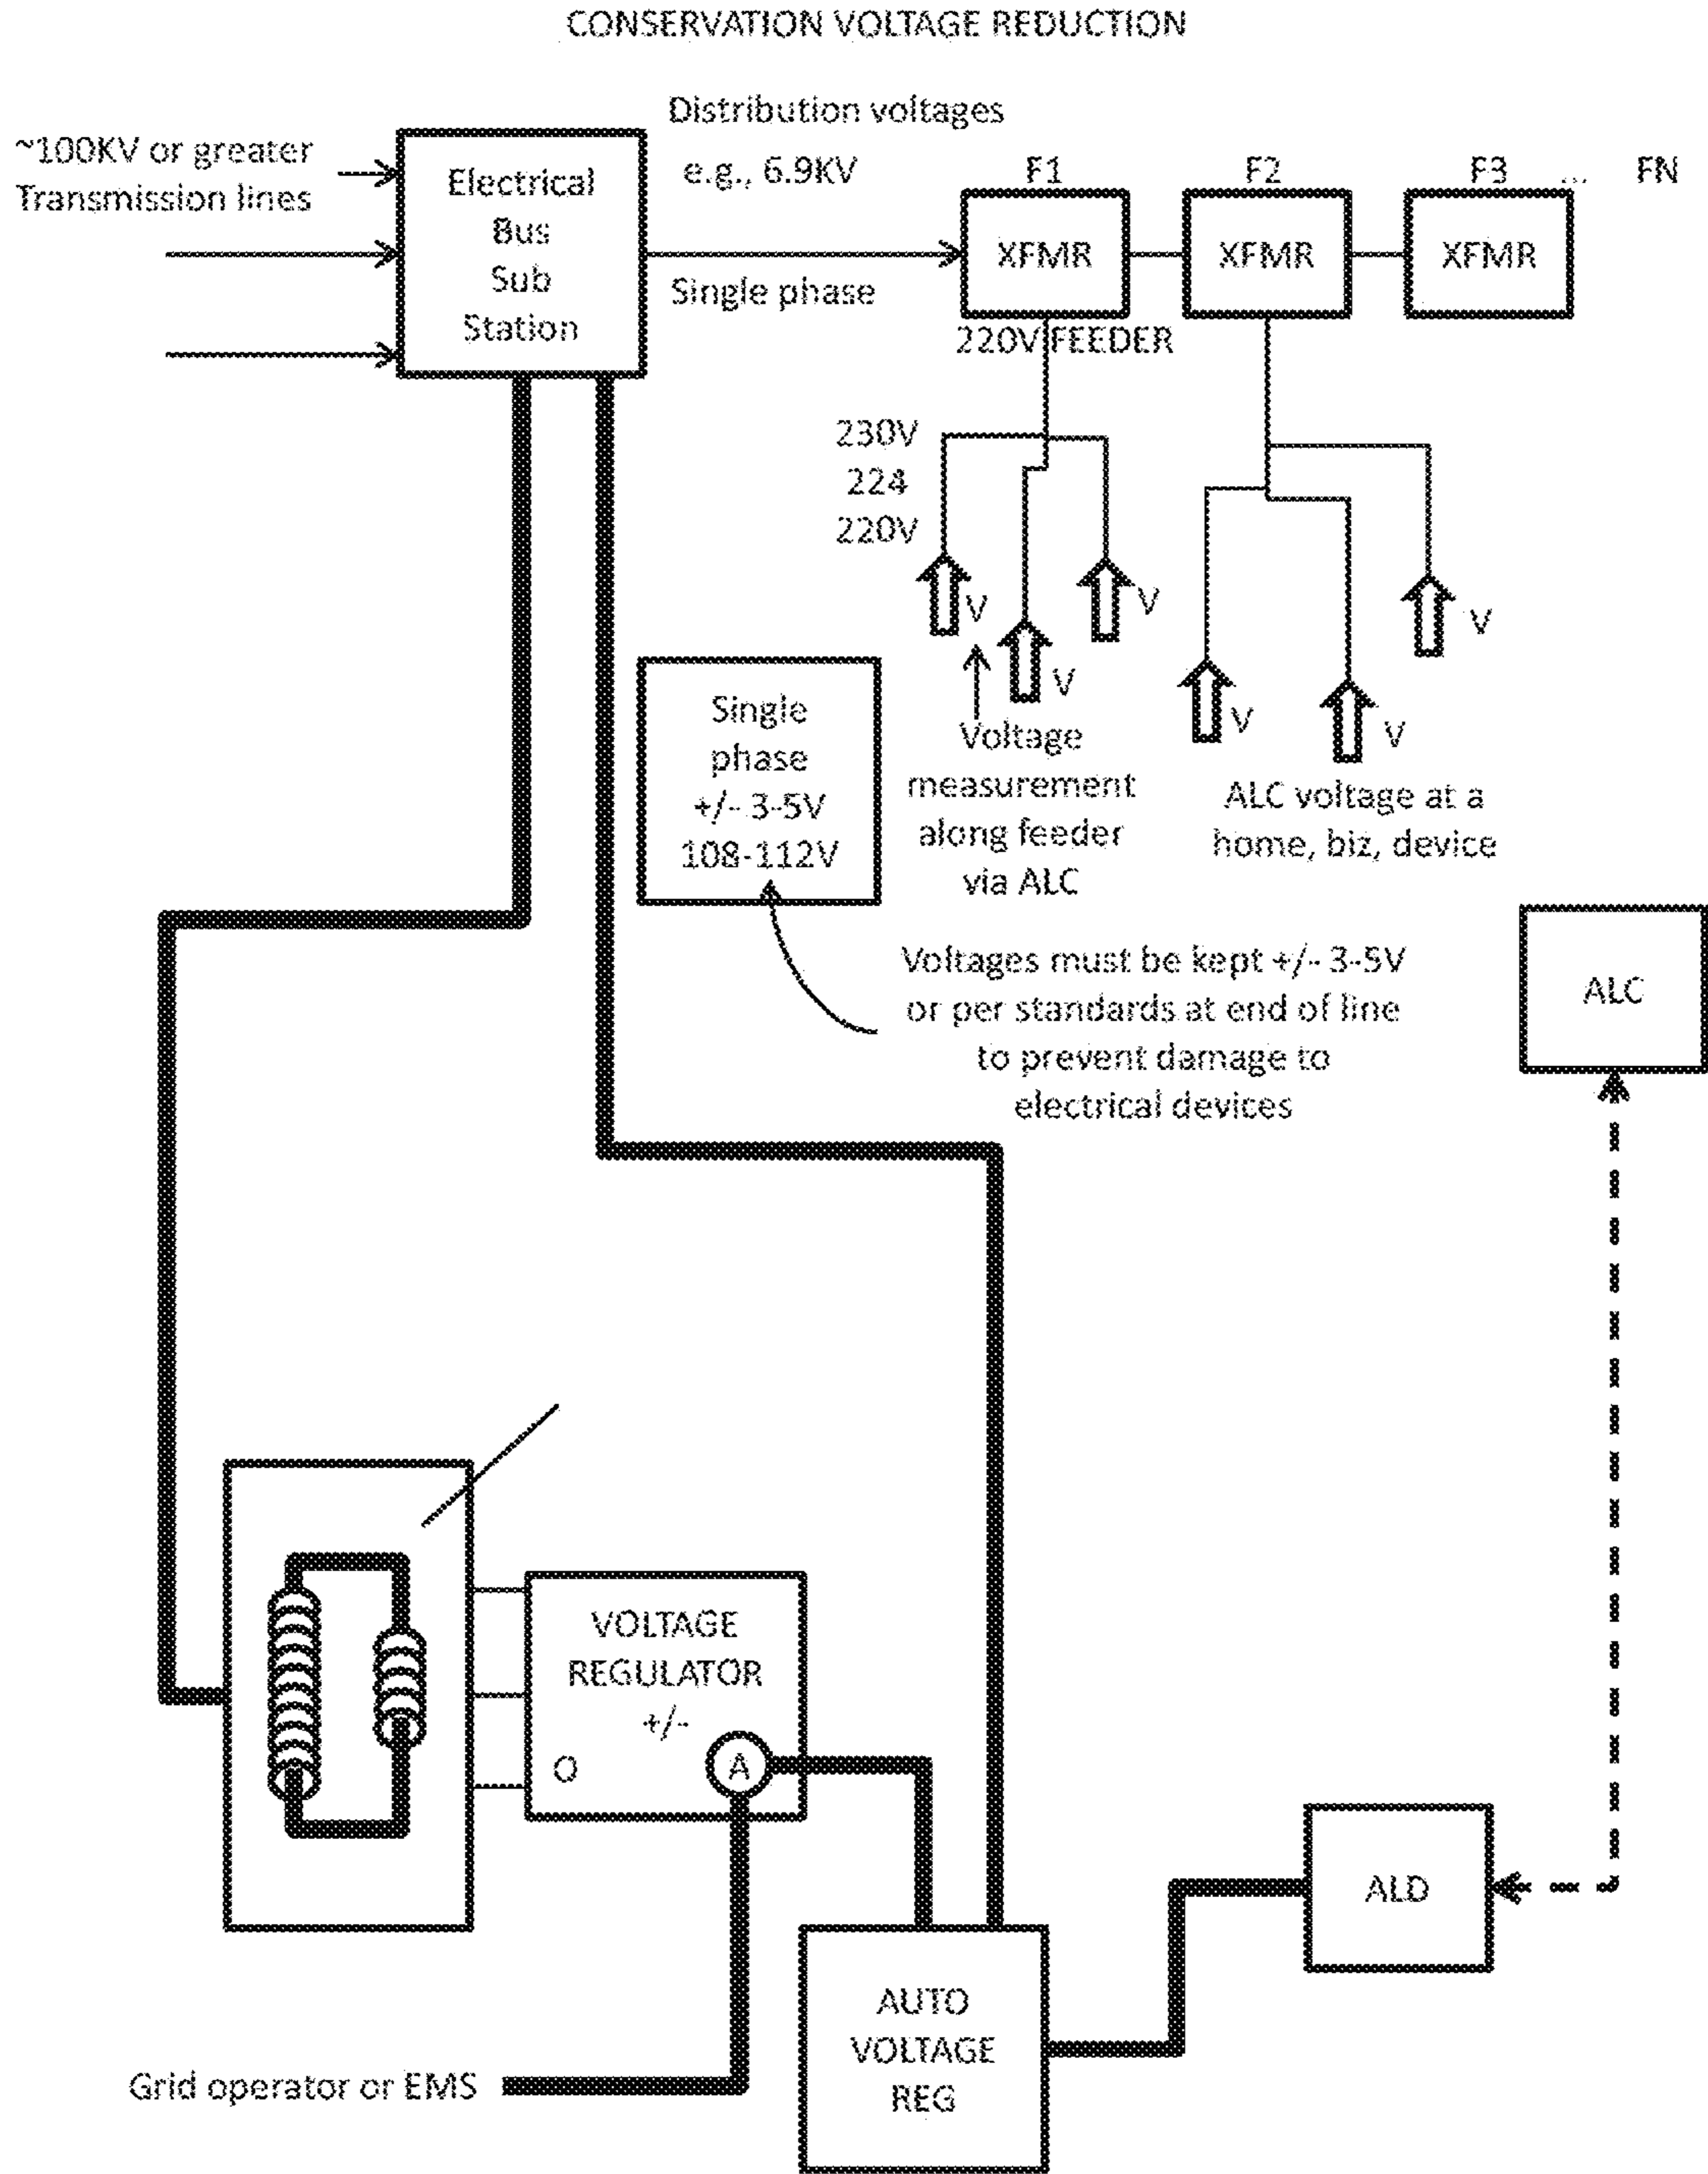 CONSERVATION VOLTAGE REDUCTION
~100KV or greater
Transmission lines
Electrical
Bus
Sub
Station
Distribution voltages
e.g., 6.9KV
Single phase
F1
F2
F3
...
FN
XFMR
XFMR
XFMR
220V FEEDER
230V
224
220V
V
V
V
V
V
V
Voltage
measurement
along feeder
via ALC
ALC voltage at a
home, biz, device
Single
phase
+/- 3-5V
108-112V
Voltages must be kept +/- 3-5V
or per standards at end of line
to prevent damage to
electrical devices
ALC
VOLTAGE
REGULATOR
+/-
O
A
ALD
AUTO
VOLTAGE
REG
Grid operator or EMS